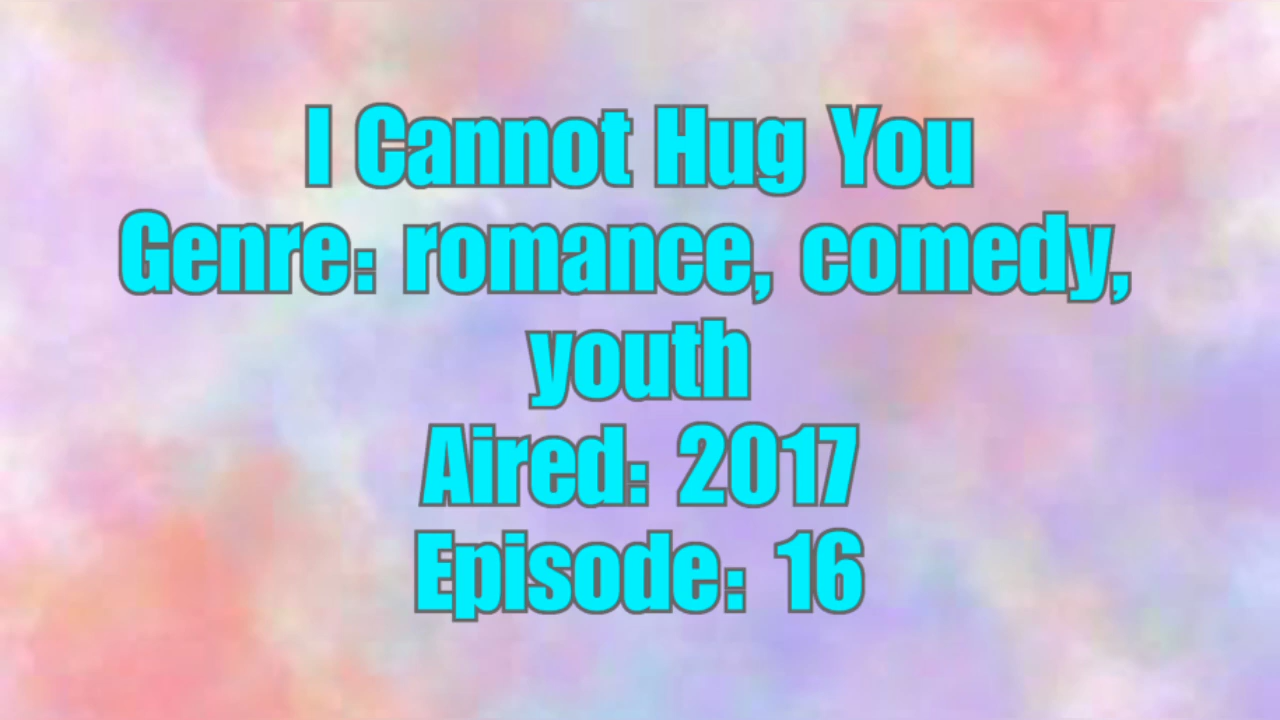 I Cannot Hug You
Genre: romance, comedy,
youth
Aired: 2017
Episode: 16